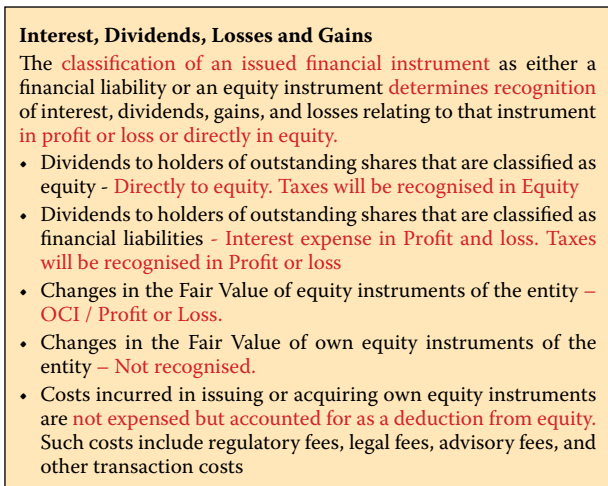 Interest, Dividends, Losses and Gains
The classification of an issued financial instrument as either a
financial liability or an equity instrument determines recognition
of interest, dividends, gains, and losses relating to that instrument
in profit or loss or directly in equity.
• Dividends to holders of outstanding shares that are classified as
equity - Directly to equity. Taxes will be recognised in Equity
• Dividends to holders of outstanding shares that are classified as
financial liabilities - Interest expense in Profit and loss. Taxes
will be recognised in Profit or loss
• Changes in the Fair Value of equity instruments of the entity –
OCI / Profit or Loss.
• Changes in the Fair Value of own equity instruments of the
entity – Not recognised.
• Costs incurred in issuing or acquiring own equity instruments
are not expensed but accounted for as a deduction from equity.
Such costs include regulatory fees, legal fees, advisory fees, and
other transaction costs